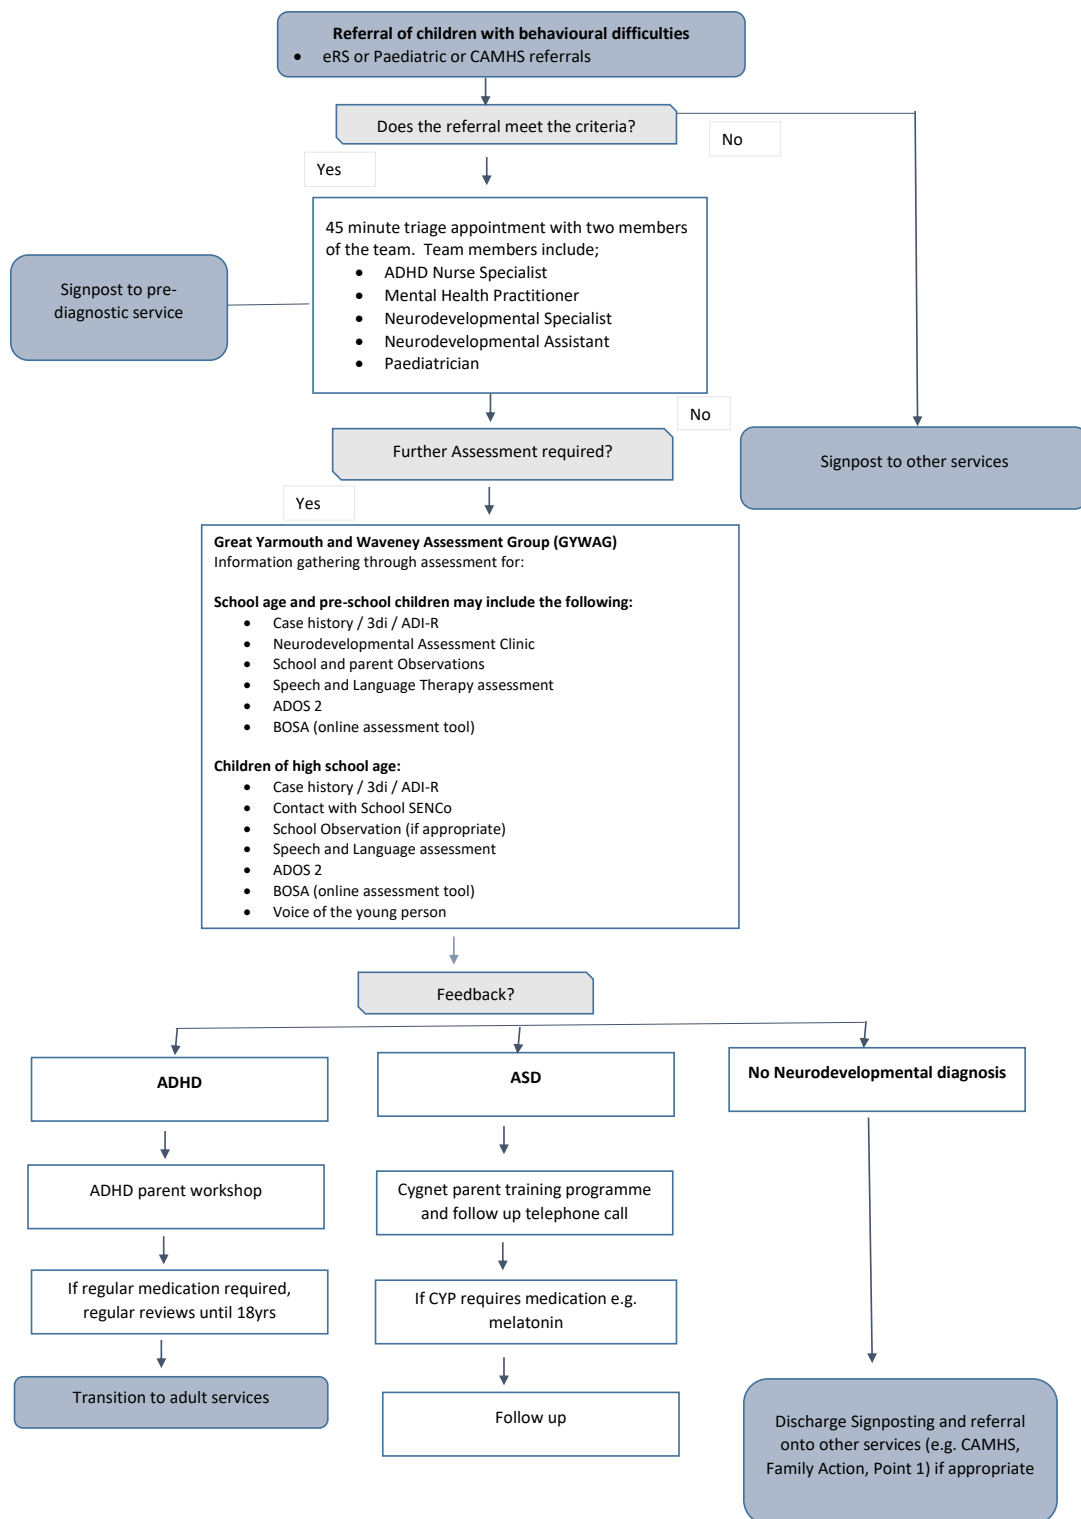 Referral of children with behavioural difficulties
• eRS or Paediatric or CAMHS referrals
Does the referral meet the criteria?
No
Yes
45 minute triage appointment with two members
of the team. Team members include;
• ADHD Nurse Specialist
• Mental Health Practitioner
• Neurodevelopmental Specialist
• Neurodevelopmental Assistant
• Paediatrician
Signpost to pre-
diagnostic service
No
Further Assessment required?
Signpost to other services
Yes
Great Yarmouth and Waveney Assessment Group (GYWAG)
Information gathering through assessment for:
School age and pre-school children may include the following:
• Case history / 3di / ADI-R
• Neurodevelopmental Assessment Clinic
• School and parent Observations
• Speech and Language Therapy assessment
• ADOS 2
• BOSA (online assessment tool)
Children of high school age:
• Case history / 3di / ADI-R
• Contact with School SENCo
• School Observation (if appropriate)
• Speech and Language assessment
• ADOS 2
• BOSA (online assessment tool)
• Voice of the young person
Feedback?
ADHD
ASD
No Neurodevelopmental diagnosis
ADHD parent workshop
Cygnet parent training programme
and follow up telephone call
If regular medication required,
regular reviews until 18yrs
If CYP requires medication e.g.
melatonin
Transition to adult services
Follow up
Discharge Signposting and referral
onto other services (e.g. CAMHS,
Family Action, Point 1) if appropriate